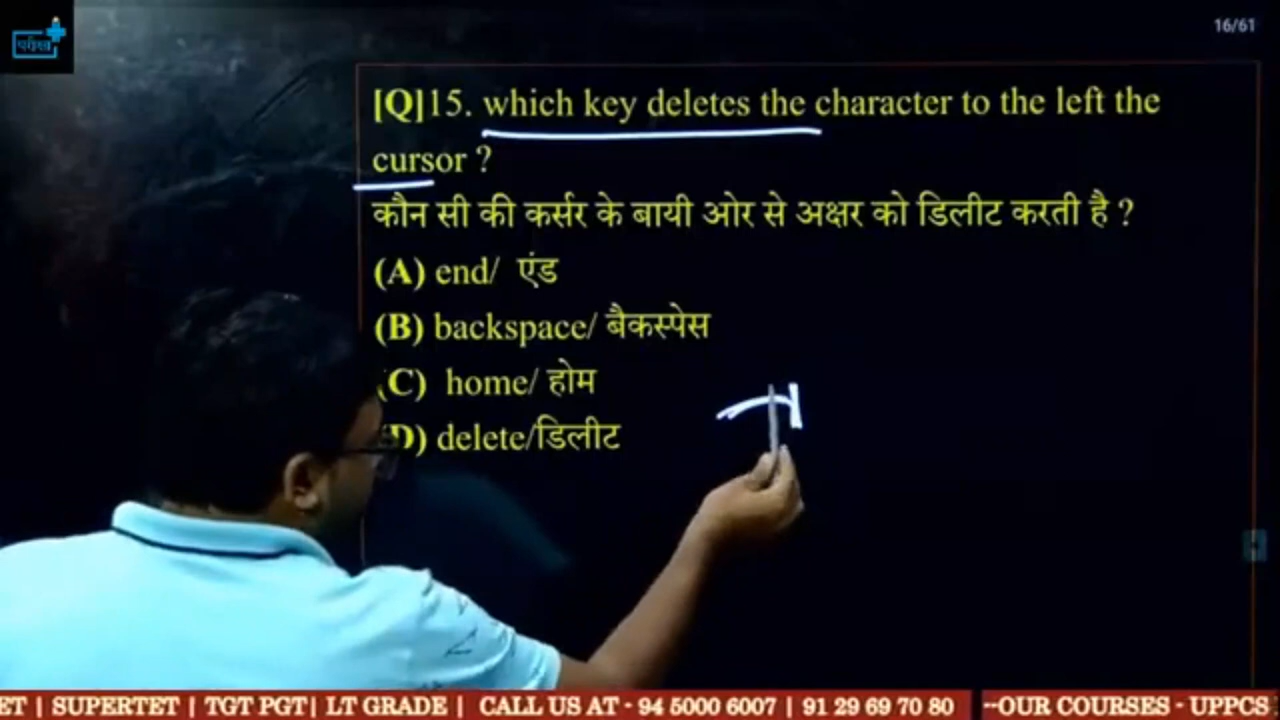 परीक्षा
16/61
[Q]15. which key deletes the character to the left the
cursor ?
कौन सी की कर्सर के बायी ओर से अक्षर को डिलीट करती है ?
(A) end/ एंड
(B) backspace/ बैकस्पेस
(C) home/ होम
(D) delete/डिलीट
ET | SUPERTET | TGT PGT| LT GRADE | CALL US AT - 94 5000 6007 | 91 29 69 70 80 --OUR COURSES - UPPCS